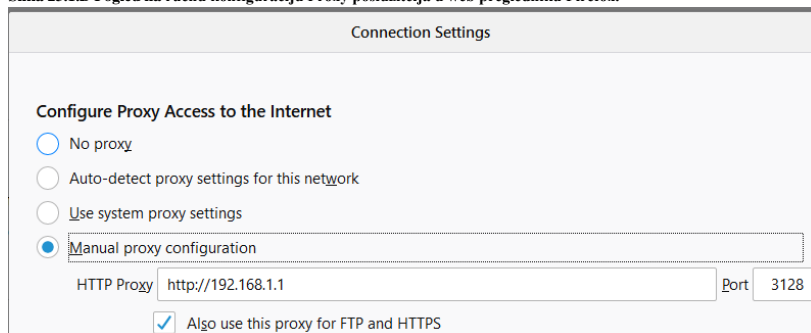 Connection Settings
Configure Proxy Access to the Internet
No proxy
Auto-detect proxy settings for this network
Use system proxy settings
Manual proxy configuration
HTTP Proxy http://192.168.1.1 Port 3128
Also use this proxy for FTP and HTTPS